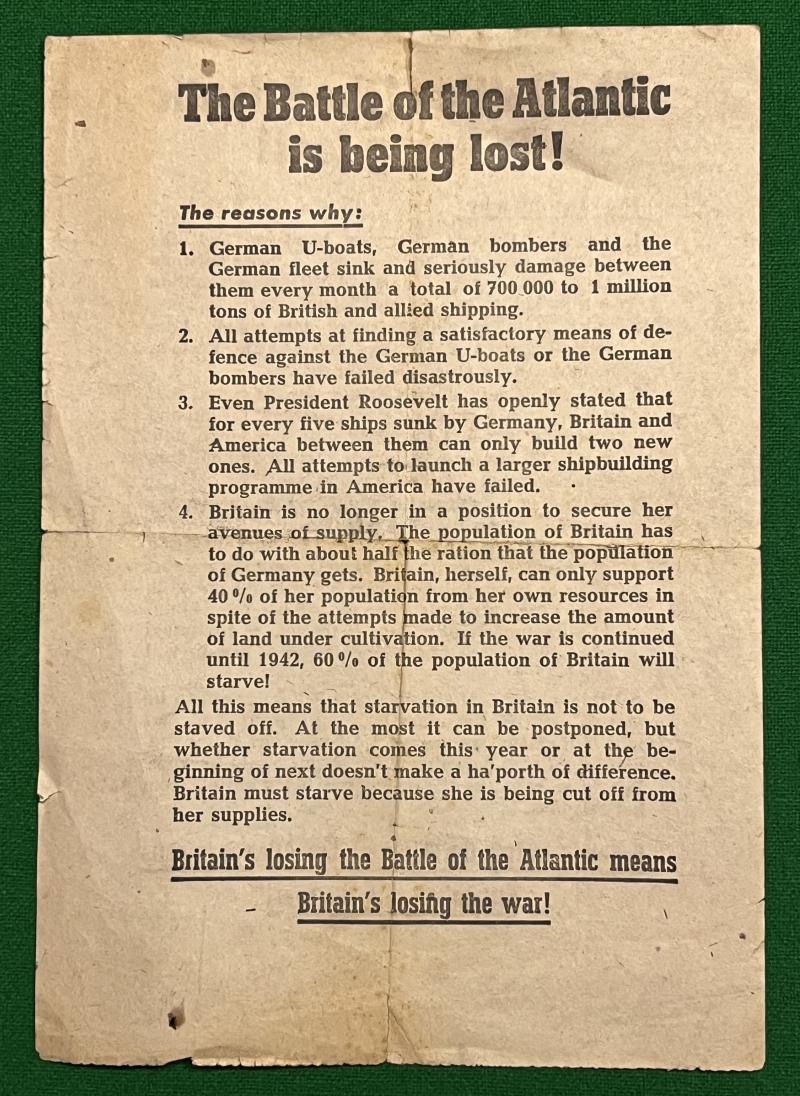 The Battle of the Atlantic
is being lost!
The reasons why:
1. German U-boats, German bombers and the
German fleet sink and seriously damage between
them every month a total of 700 000 to 1 million
tons of British and allied shipping.
2. All attempts at finding a satisfactory means of de-
fence against the German U-boats or the German
bombers have failed disastrously.
3. Even President Roosevelt has openly stated that
for every five ships sunk by Germany, Britain and
America between them can only build two new
ones. All attempts to launch a larger shipbuilding
programme in America have failed.
4. Britain is no longer in a position to secure her
avenues of supply. The population of Britain has
to do with about half the ration that the population
of Germany gets. Britain, herself, can only support
40 % of her population from her own resources in
spite of the attempts made to increase the amount
of land under cultivation. If the war is continued
until 1942, 60 % of the population of Britain will
starve!
All this means that starvation in Britain is not to be
staved off. At the most it can be postponed, but
whether starvation comes this year or at the be-
ginning of next doesn't make a ha'porth of difference.
Britain must starve because she is being cut off from
her supplies.
Britain's losing the Battle of the Atlantic means
Britain's losing the war!